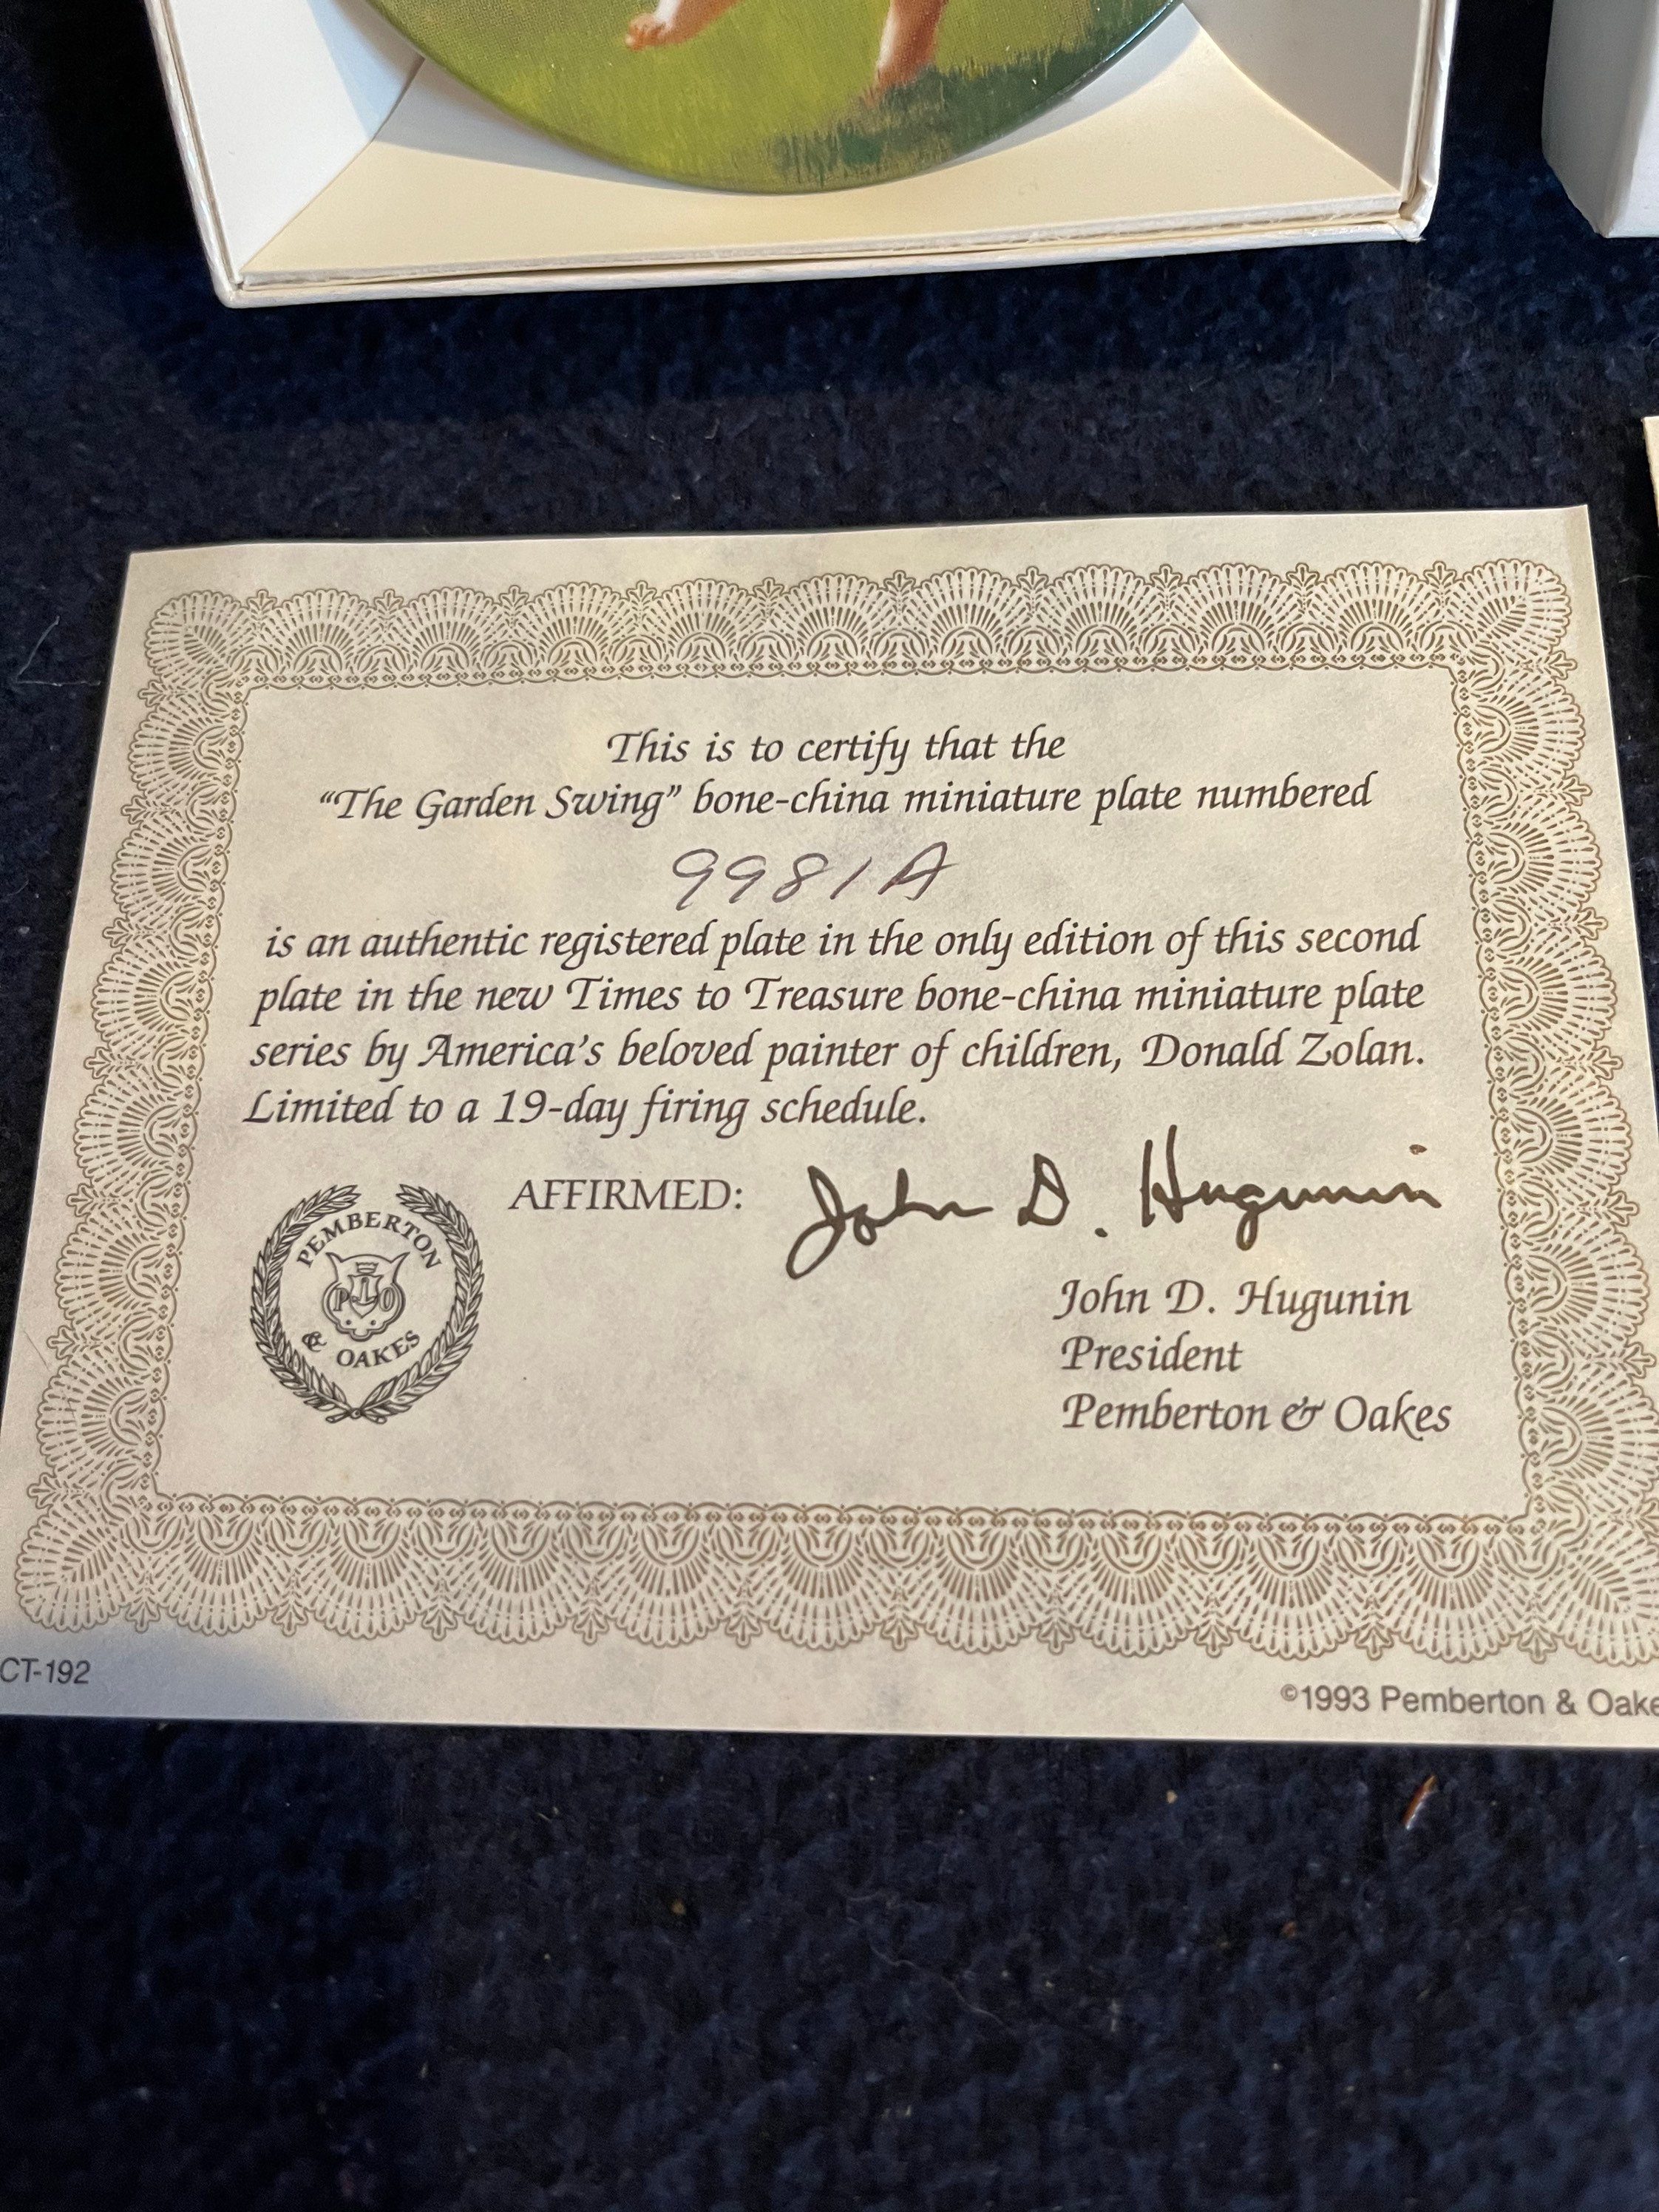 This is to certify that the
“The Garden Swing” bone-china miniature plate numbered
9981A
is an authentic registered plate in the only edition of this second
plate in the new Times to Treasure bone-china miniature plate
series by America’s beloved painter of children, Donald Zolan.
Limited to a 19-day firing schedule.
AFFIRMED: John D. Hugunin
PEMBERTON
P&O
& OAKES
John D. Hugunin
President
Pemberton & Oakes
CT-192
©1993 Pemberton & Oake